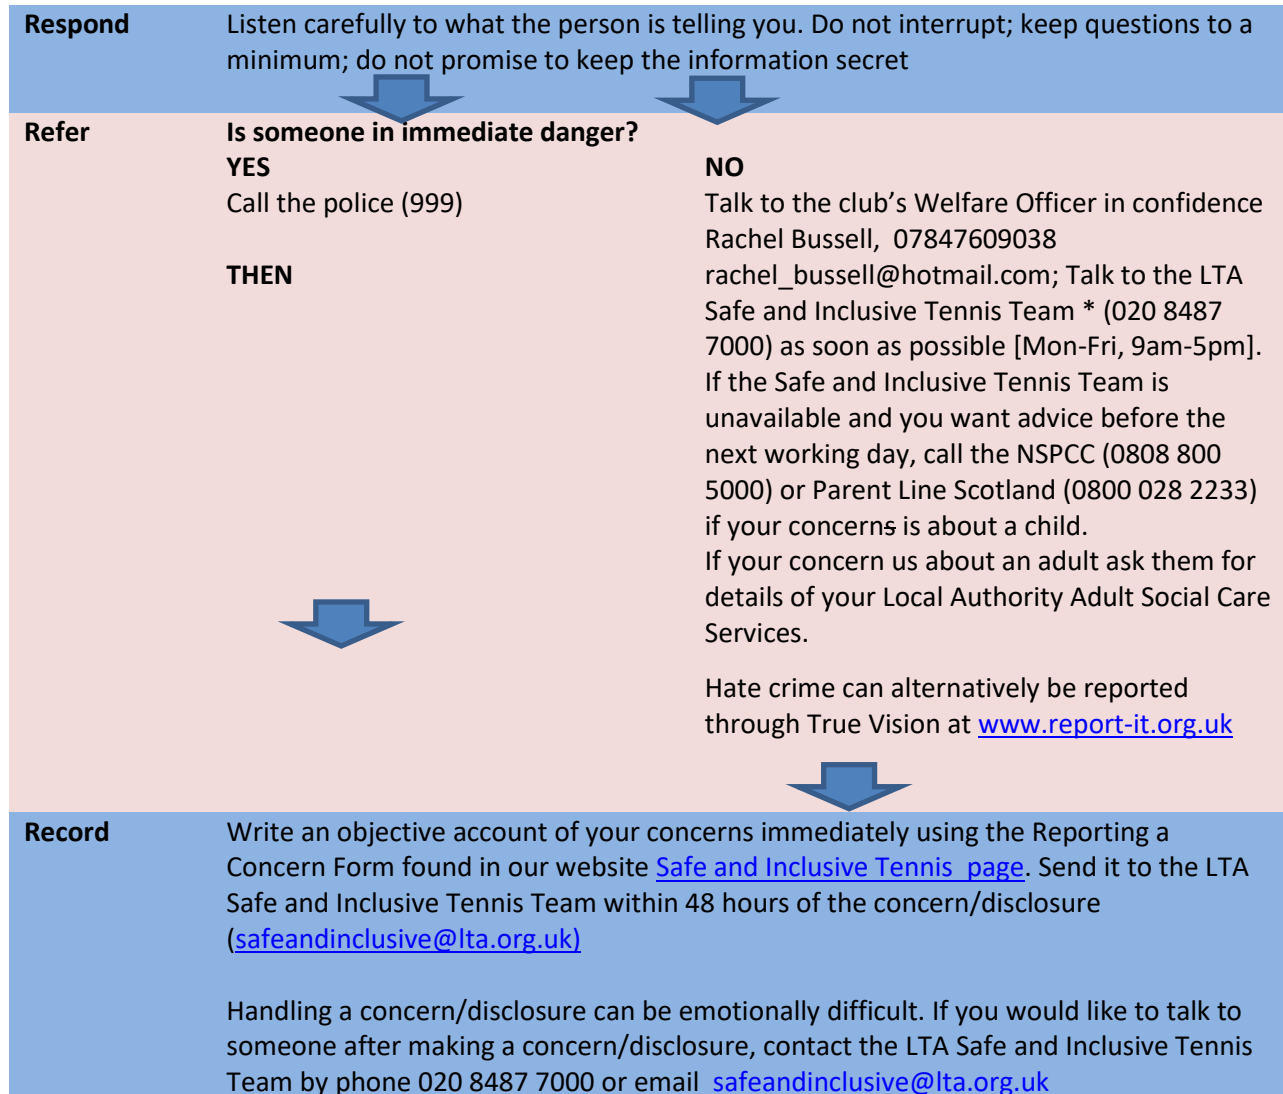 Respond
Listen carefully to what the person is telling you. Do not interrupt; keep questions to a
minimum; do not promise to keep the information secret
Refer
Is someone in immediate danger?
YES
Call the police (999)
THEN
NO
Talk to the club’s Welfare Officer in confidence
Rachel Bussell,  07847609038
rachel_bussell@hotmail.com; Talk to the LTA
Safe and Inclusive Tennis Team * (020 8487
7000) as soon as possible [Mon-Fri, 9am-5pm].
If the Safe and Inclusive Tennis Team is
unavailable and you want advice before the
next working day, call the NSPCC (0808 800
5000) or Parent Line Scotland (0800 028 2233)
if your concerns is about a child.
If your concern us about an adult ask them for
details of your Local Authority Adult Social Care
Services.
Hate crime can alternatively be reported
through True Vision at www.report-it.org.uk
Record
Write an objective account of your concerns immediately using the Reporting a
Concern Form found in our website Safe and Inclusive Tennis  page. Send it to the LTA
Safe and Inclusive Tennis Team within 48 hours of the concern/disclosure
(safeandinclusive@lta.org.uk)
Handling a concern/disclosure can be emotionally difficult. If you would like to talk to
someone after making a concern/disclosure, contact the LTA Safe and Inclusive Tennis
Team by phone 020 8487 7000 or email  safeandinclusive@lta.org.uk